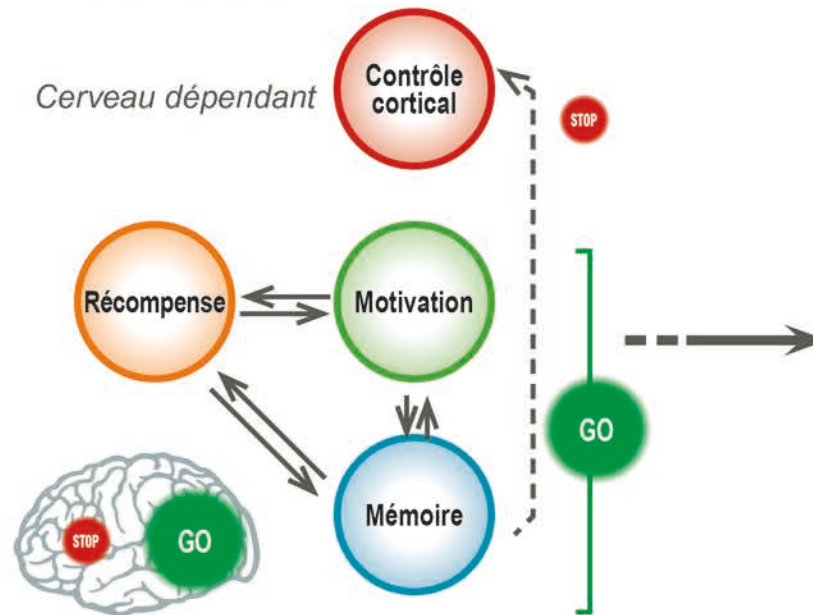 Cerveau dépendant
Contrôle
cortical
STOP
Récompense
Motivation
GO
Mémoire
STOP
GO